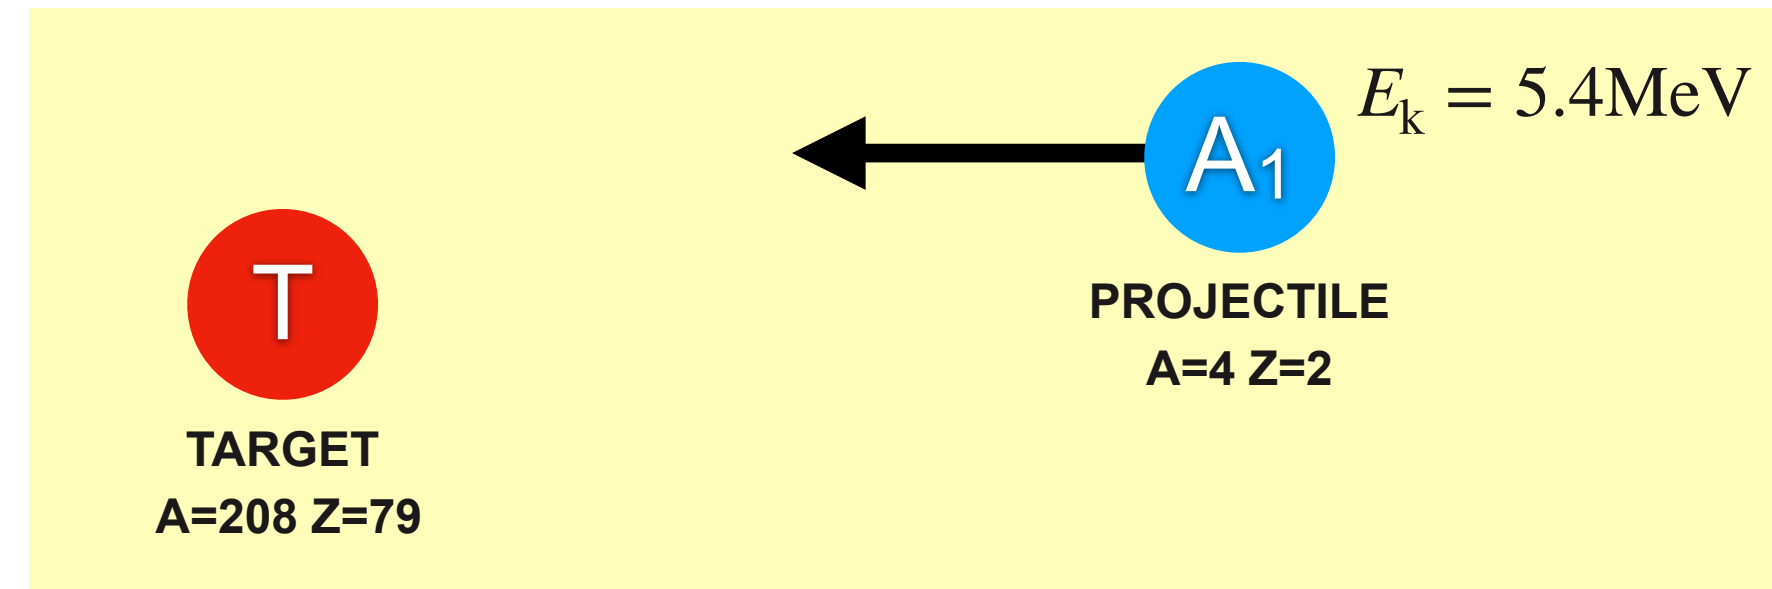 E_k = 5.4MeV
A₁
T
PROJECTILE
A=4 Z=2
TARGET
A=208 Z=79